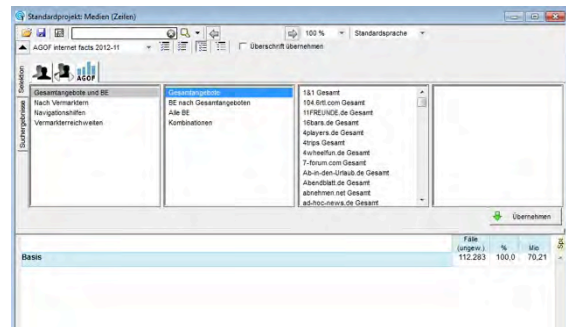 Standardprojekt: Medien (Zeilen)
100 %
Standardsprache
AGOF internet facts 2012-11
Überschrift übernehmen
Selektion
Suchergebnisse
AGOF
Gesamtangebote und BE
Nach Vermarktern
Navigationshilfen
Vermarkterreichweiten
Gesamtangebote
BE nach Gesamtangeboten
Alle BE
Kombinationen
1&1 Gesamt
104.6rtl.com Gesamt
11FREUNDE.de Gesamt
16bars.de Gesamt
4players.de Gesamt
4trips Gesamt
4wheelfun.de Gesamt
7-forum.com Gesamt
Ab-in-den-Urlaub.de Gesamt
Abendblatt.de Gesamt
abnehmen.net Gesamt
ad-hoc-news.de Gesamt
Übernehmen
Fälle
(ungew.)
%
Mio
Spr.
Basis
112.283
100,0
70,21